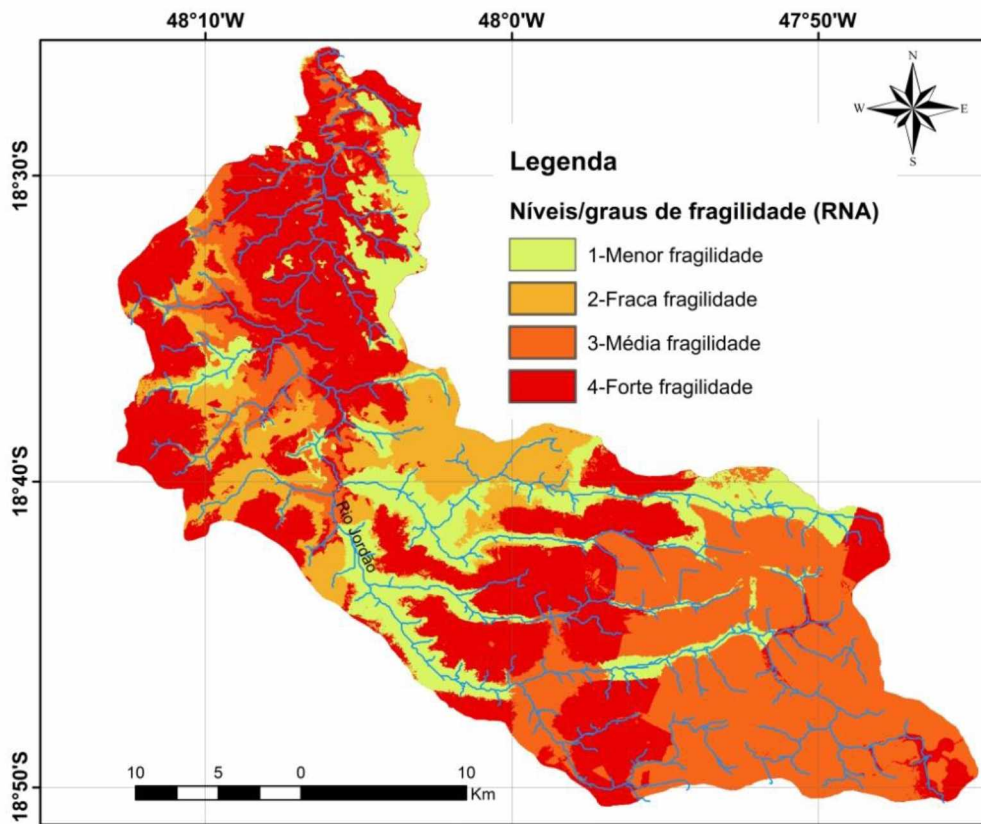 48°10'W 48°0'W 47°50'W
N
W E
S
18°30'S
Legenda
Níveis/graus de fragilidade (RNA)
1-Menor fragilidade
2-Fraca fragilidade
3-Média fragilidade
4-Forte fragilidade
18°40'S
Rio Jordão
18°50'S
10 5 0 10
Km